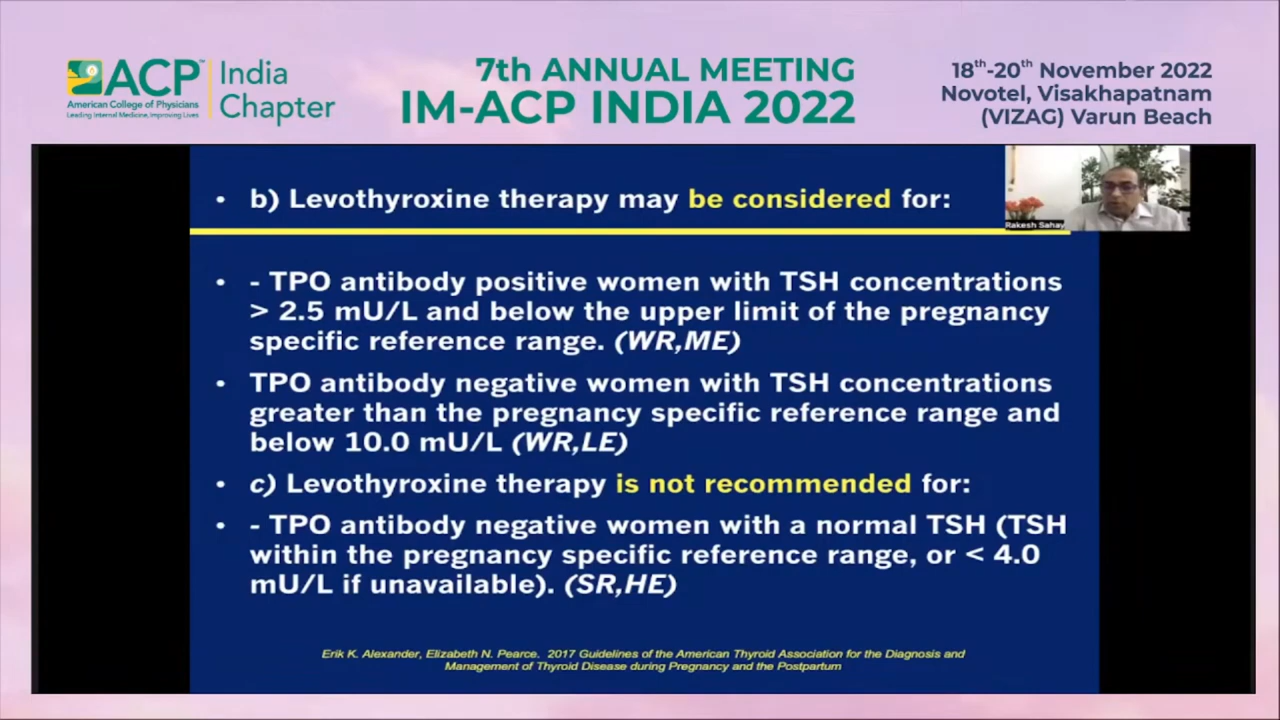 ACP™
American College of Physicians
Leading Internal Medicine, Improving Lives
India
Chapter
7th ANNUAL MEETING
IM-ACP INDIA 2022
18th-20th November 2022
Novotel, Visakhapatnam
(VIZAG) Varun Beach
Rakesh Sahay
• b) Levothyroxine therapy may be considered for:
• - TPO antibody positive women with TSH concentrations
> 2.5 mU/L and below the upper limit of the pregnancy
specific reference range. (WR,ME)
• TPO antibody negative women with TSH concentrations
greater than the pregnancy specific reference range and
below 10.0 mU/L (WR,LE)
• c) Levothyroxine therapy is not recommended for:
• - TPO antibody negative women with a normal TSH (TSH
within the pregnancy specific reference range, or < 4.0
mU/L if unavailable). (SR,HE)
Erik K. Alexander, Elizabeth N. Pearce. 2017 Guidelines of the American Thyroid Association for the Diagnosis and
Management of Thyroid Disease during Pregnancy and the Postpartum